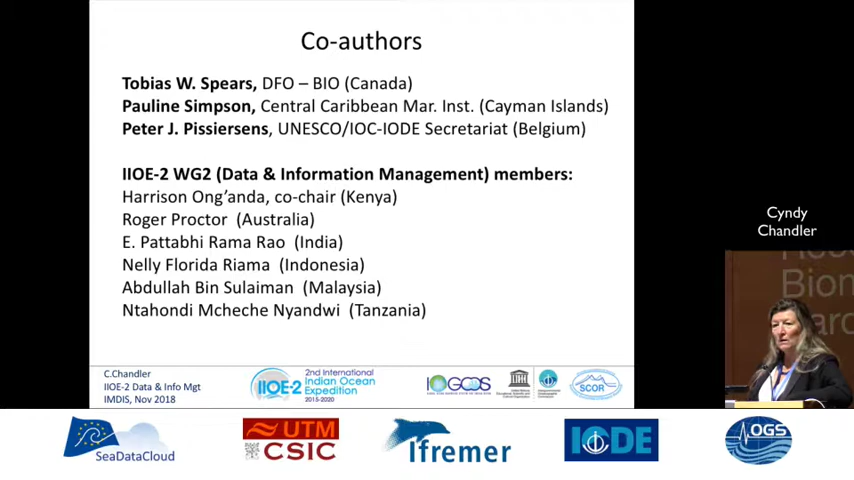 Co-authors
Tobias W. Spears, DFO – BIO (Canada)
Pauline Simpson, Central Caribbean Mar. Inst. (Cayman Islands)
Peter J. Pissiersens, UNESCO/IOC-IODE Secretariat (Belgium)
IIOE-2 WG2 (Data & Information Management) members:
Harrison Ong’anda, co-chair (Kenya)
Roger Proctor (Australia)
E. Pattabhi Rama Rao (India)
Nelly Florida Riama (Indonesia)
Abdullah Bin Sulaiman (Malaysia)
Ntahondi Mcheche Nyandwi (Tanzania)
C.Chandler
IIOE-2 Data & Info Mgt
IMDIS, Nov 2018
IIOE-2
2nd International
Indian Ocean
Expedition
2015-2020
IOGOOS
SCOR
Cyndy
Chandler
Biom
SeaDataCloud
UTM
CSIC
Ifremer
IODE
OGS